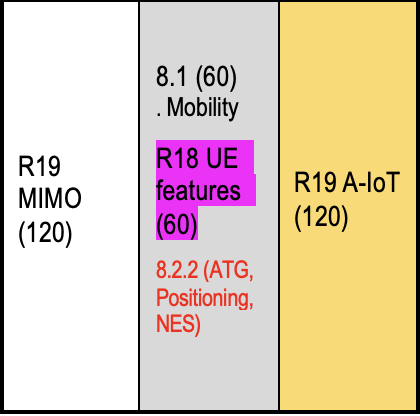 R19
MIMO
(120)
8.1 (60)
. Mobility
R18 UE
features
(60)
8.2.2 (ATG,
Positioning,
NES)
R19 A-IoT
(120)